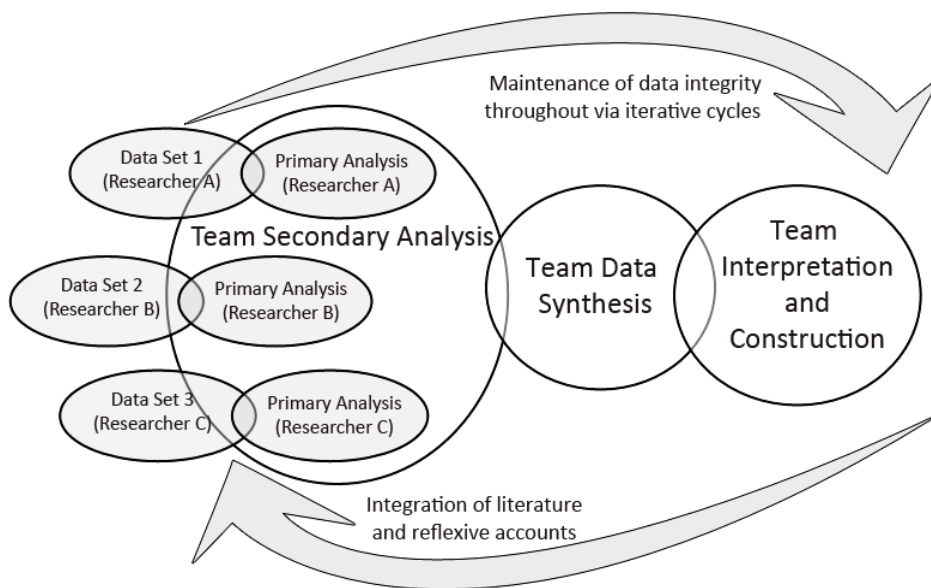 Maintenance of data integrity
throughout via iterative cycles
Data Set 1
(Researcher A)
Primary Analysis
(Researcher A)
Team Secondary Analysis
Data Set 2
(Researcher B)
Primary Analysis
(Researcher B)
Data Set 3
(Researcher C)
Primary Analysis
(Researcher C)
Team Data
Synthesis
Team
Interpretation
and
Construction
Integration of literature
and reflexive accounts